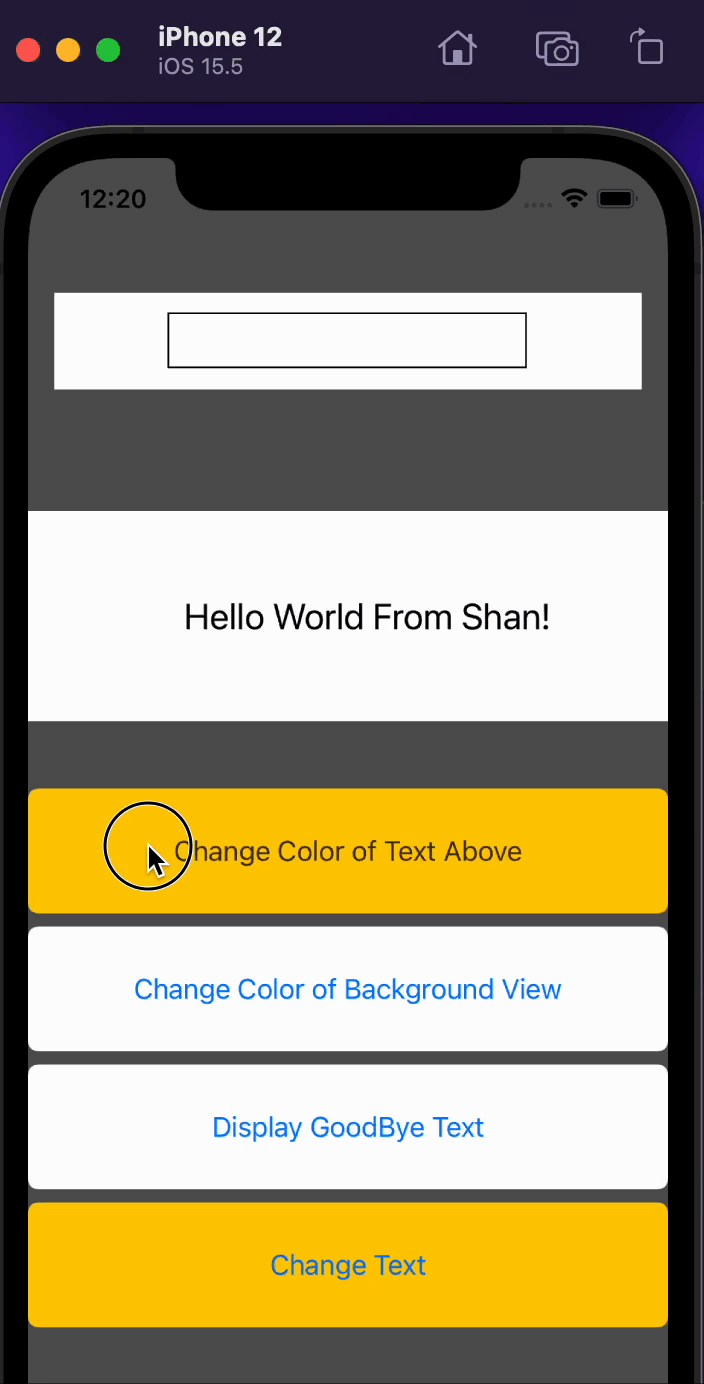 iPhone 12
iOS 15.5
12:20
Hello World From Shan!
Change Color of Text Above
Change Color of Background View
Display GoodBye Text
Change Text